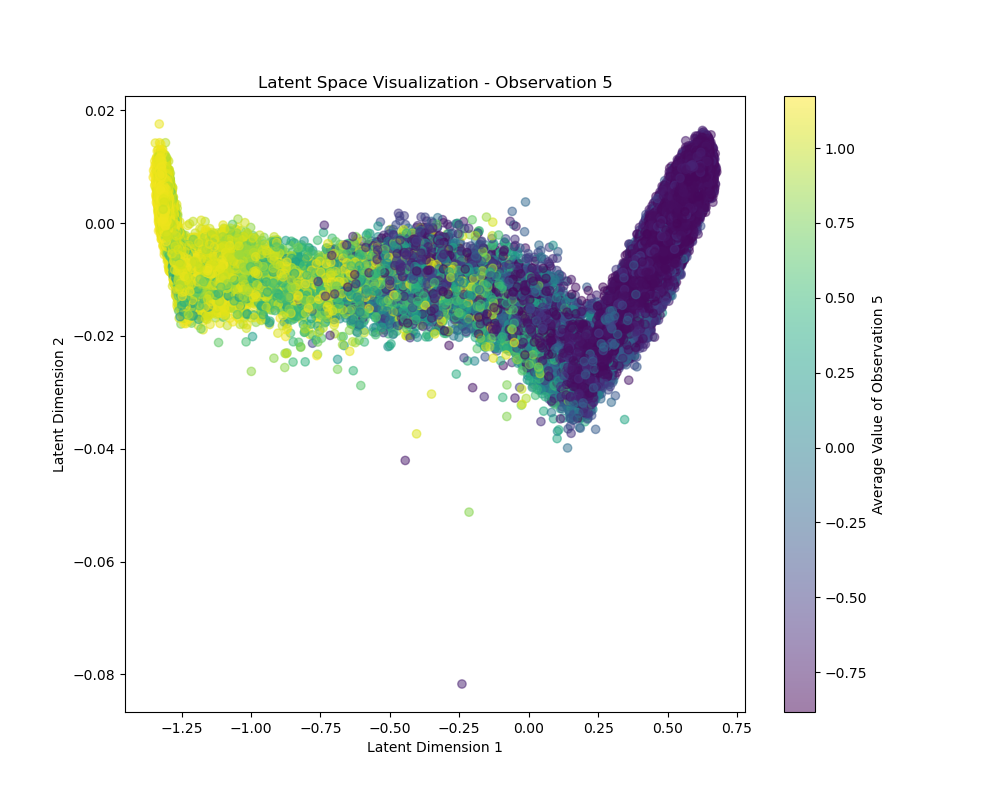 Latent Space Visualization - Observation 5
0.02
0.00
−0.02
−0.04
−0.06
−0.08
Latent Dimension 2
−1.25 −1.00 −0.75 −0.50 −0.25 0.00 0.25 0.50 0.75
Latent Dimension 1
1.00
0.75
0.50
0.25
0.00
−0.25
−0.50
−0.75
Average Value of Observation 5